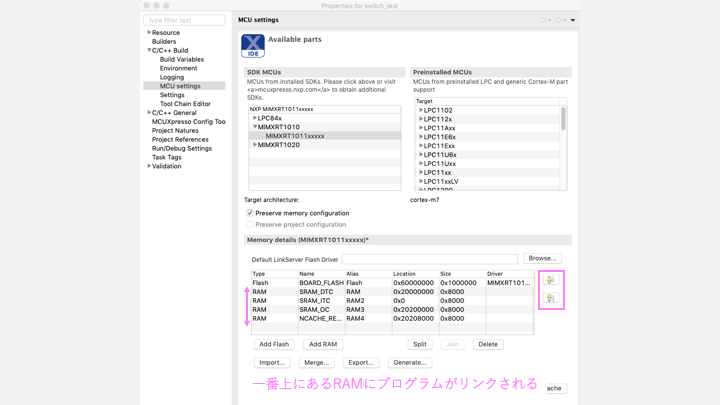 Properties for switch_test
type filter text
MCU settings
Resource
Builders
C/C++ Build
Build Variables
Environment
Logging
MCU settings
Settings
Tool Chain Editor
C/C++ General
MCUXpresso Config Too
Project Natures
Project References
Run/Debug Settings
Task Tags
Validation
IDE
Available parts
SDK MCUs
MCUs from installed SDKs. Please click above or visit
<a>mcuxpresso.nxp.com</a> to obtain additional
SDKs.
NXP MIMXRT1011xxxxx
LPC84x
MIMXRT1010
MIMXRT1011xxxxx
MIMXRT1020
Preinstalled MCUs
MCUs from preinstalled LPC and generic Cortex-M part
support
Target
LPC1102
LPC112x
LPC11Axx
LPC11E6x
LPC11Exx
LPC11U6x
LPC11Uxx
LPC11xx
LPC11xxLV
Target architecture: cortex-m7
Preserve memory configuration
Preserve project configuration
Memory details (MIMXRT1011xxxxx)*
Default LinkServer Flash Driver Browse...
Type Name Alias Location Size Driver
Flash BOARD_FLASH Flash 0x60000000 0x1000000 MIMXRT101...
RAM SRAM_DTC RAM 0x20000000 0x8000
RAM SRAM_ITC RAM2 0x0 0x8000
RAM SRAM_OC RAM3 0x20200000 0x8000
RAM NCACHE_RE... RAM4 0x20208000 0x8000
Add Flash Add RAM Split Join Delete
Import... Merge... Export... Generate...
一番上にあるRAMにプログラムがリンクされる
ache